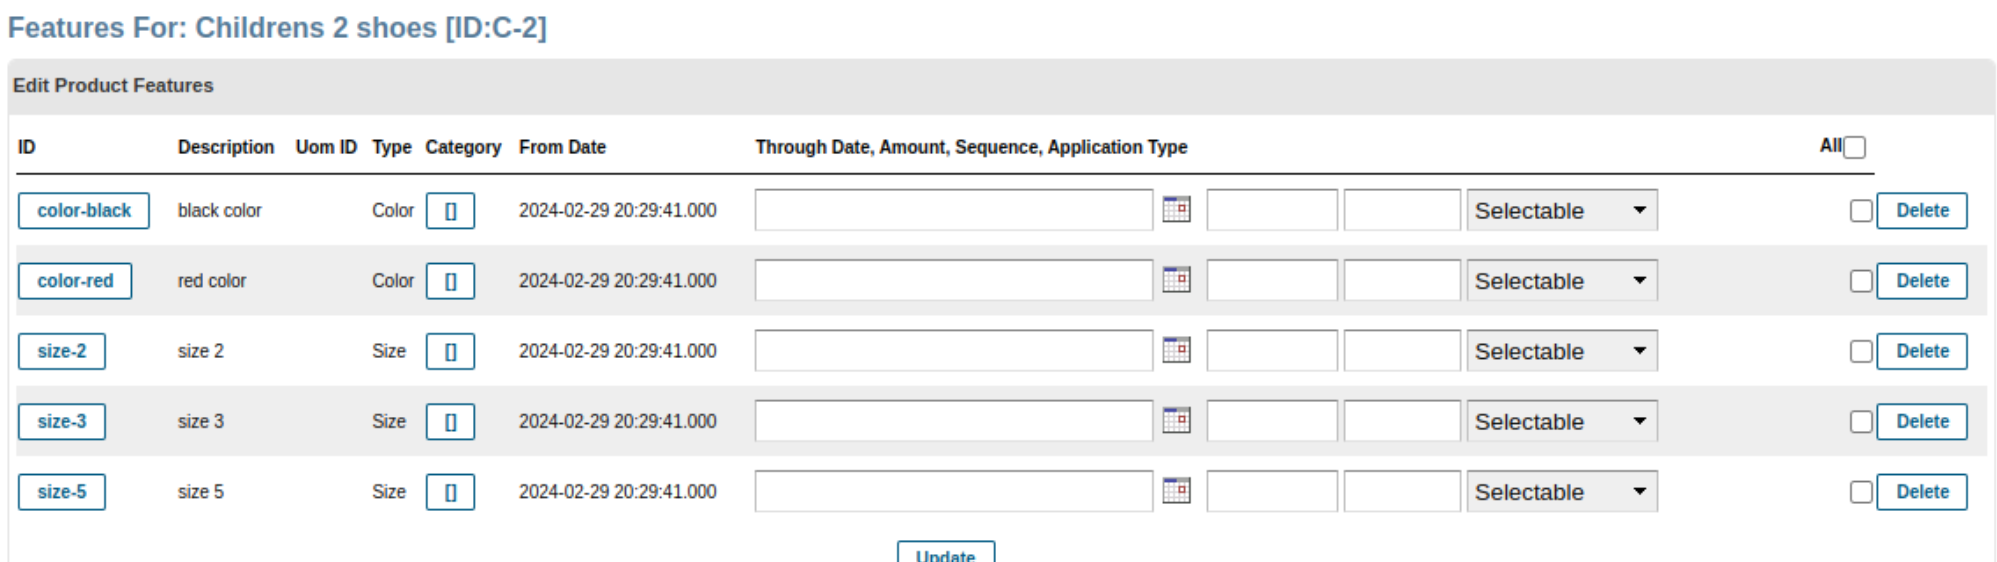 Features For: Childrens 2 shoes [ID:C-2]
Edit Product Features
ID Description Uom ID Type Category From Date Through Date, Amount, Sequence, Application Type All
color-black black color Color [] 2024-02-29 20:29:41.000 Selectable Delete
color-red red color Color [] 2024-02-29 20:29:41.000 Selectable Delete
size-2 size 2 Size [] 2024-02-29 20:29:41.000 Selectable Delete
size-3 size 3 Size [] 2024-02-29 20:29:41.000 Selectable Delete
size-5 size 5 Size [] 2024-02-29 20:29:41.000 Selectable Delete
Update